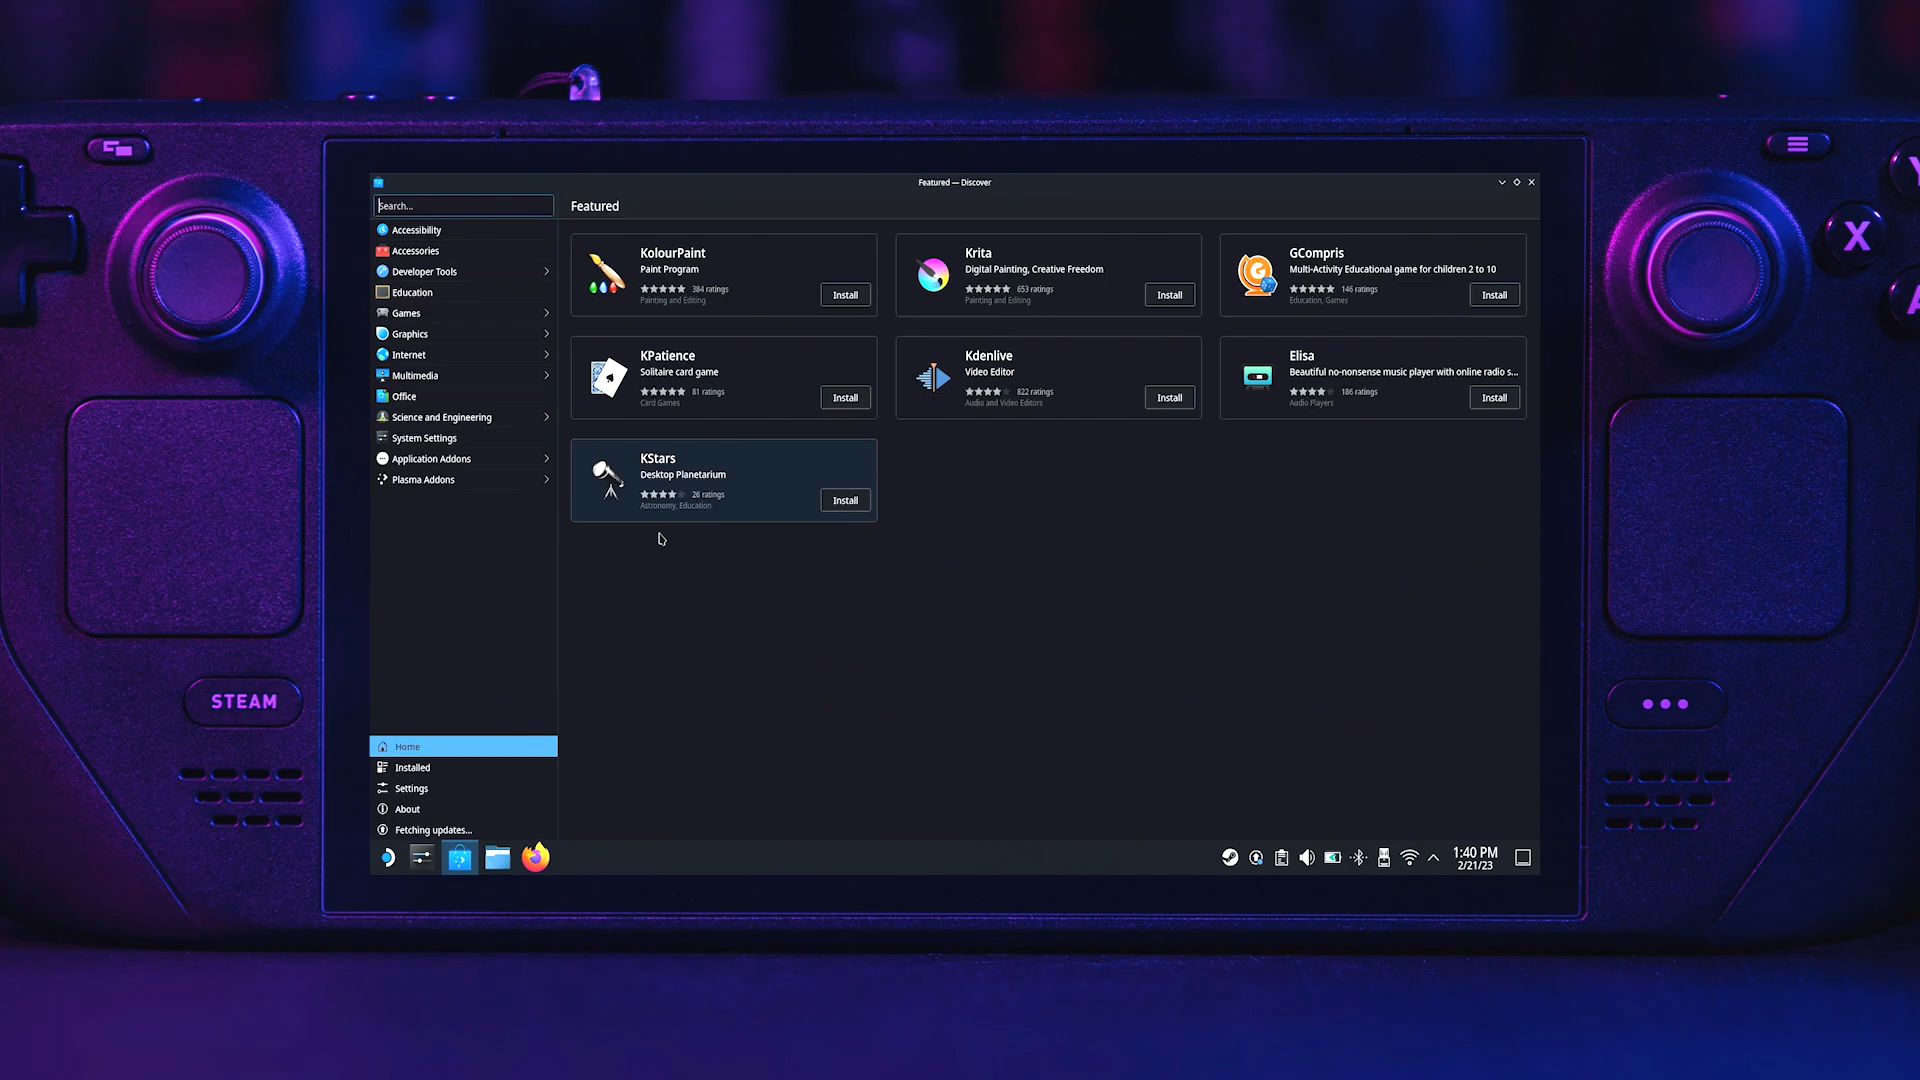 Featured — Discover
Search...
Featured
Accessibility
Accessories
Developer Tools
Education
Games
Graphics
Internet
Multimedia
Office
Science and Engineering
System Settings
Application Addons
Plasma Addons
KolourPaint
Paint Program
384 ratings
Painting and Editing
Install
Krita
Digital Painting, Creative Freedom
653 ratings
Painting and Editing
Install
GCompris
Multi-Activity Educational game for children 2 to 10
146 ratings
Education, Games
Install
KPatience
Solitaire card game
81 ratings
Card Games
Install
Kdenlive
Video Editor
822 ratings
Audio and Video Editors
Install
Elisa
Beautiful no-nonsense music player with online radio s...
186 ratings
Audio Players
Install
KStars
Desktop Planetarium
26 ratings
Astronomy, Education
Install
Home
Installed
Settings
About
Fetching updates...
1:40 PM
2/21/23
STEAM
Y
X
A